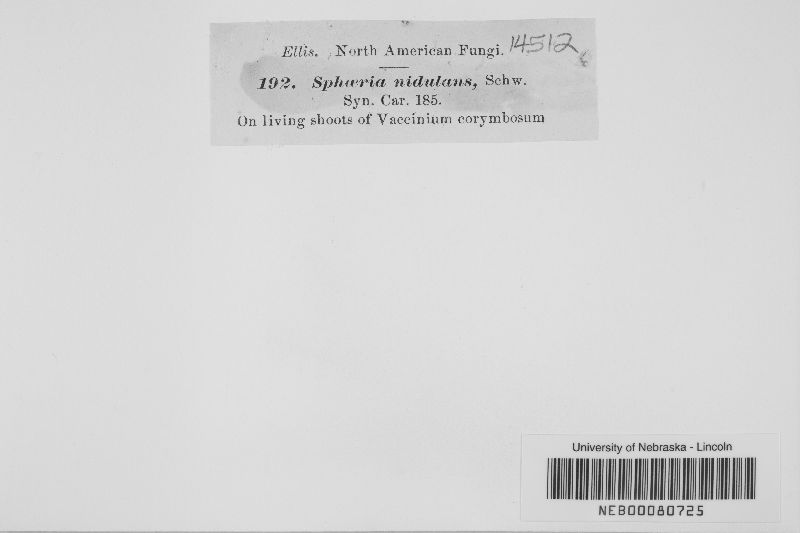 Ellis. North American Fungi. 14512
192. Sphæria nidulans, Schw.
Syn. Car. 185.
On living shoots of Vaccinium corymbosum
University of Nebraska - Lincoln
NEB00080725